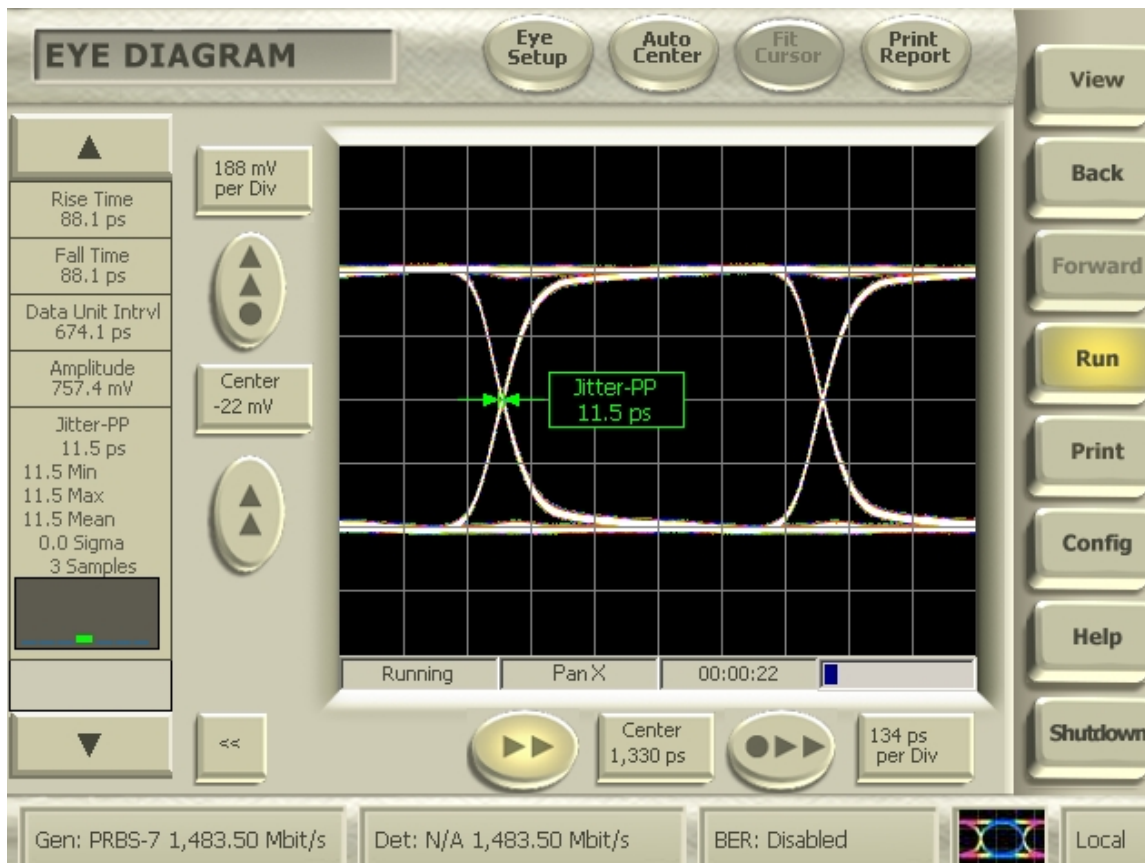 EYE DIAGRAM
Eye
Setup
Auto
Center
Fit
Cursor
Print
Report
View
Back
Forward
Run
Print
Config
Help
Shutdown
Rise Time
88.1 ps
Fall Time
88.1 ps
Data Unit Intrvl
674.1 ps
Amplitude
757.4 mV
Jitter-PP
11.5 ps
11.5 Min
11.5 Max
11.5 Mean
0.0 Sigma
3 Samples
188 mV
per Div
Center
-22 mV
<<
Jitter-PP
11.5 ps
Running
Pan X
00:00:22
Center
1,330 ps
134 ps
per Div
Gen: PRBS-7 1,483.50 Mbit/s
Det: N/A 1,483.50 Mbit/s
BER: Disabled
Local